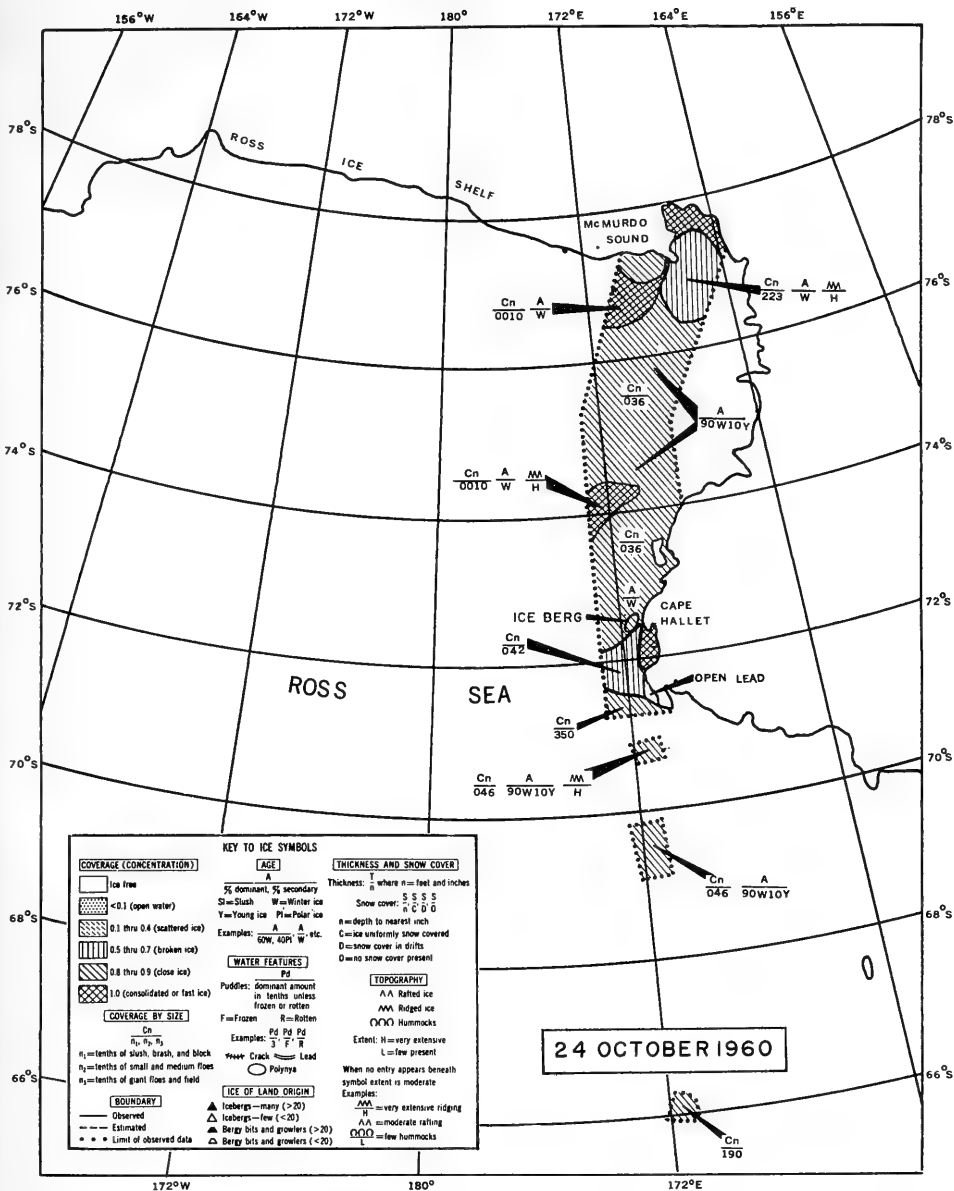 156°W 164°W 172°W 180° 172°E 164°E 156°E
78°S 78°S
ROSS ICE SHELF
McMURDO
SOUND
76°S 76°S
Cn A ʍ
223 W H
Cn A
0010 W
Cn
036
A
90W10Y
74°S 74°S
Cn A ʍ
0010 W H
Cn
036
72°S 72°S
A
W
ICE BERG
CAPE
HALLET
Cn
042
OPEN LEAD
ROSS SEA
Cn
350
70°S 70°S
Cn A ʍ
046 90W10Y H
Cn A
046 90W10Y
68°S 68°S
24 OCTOBER 1960
66°S 66°S
Cn
190
172°W 180° 172°E
KEY TO ICE SYMBOLS
COVERAGE (CONCENTRATION)
Ice free
<0.1 (open water)
0.1 thru 0.4 (scattered ice)
0.5 thru 0.7 (broken ice)
0.8 thru 0.9 (close ice)
1.0 (consolidated or fast ice)
COVERAGE BY SIZE
Cn
n₁, n₂, n₃
n₁=tenths of slush, brash, and block
n₂=tenths of small and medium floes
n₃=tenths of giant floes and field
BOUNDARY
Observed
Estimated
Limit of observed data
AGE
A
% dominant, % secondary
Sl=Slush W=Winter ice
Y=Young ice Pl=Polar ice
Examples: A/60W, 40Pl; A/W, etc.
WATER FEATURES
Pd
Puddles: dominant amount
in tenths unless
frozen or rotten
F=Frozen R=Rotten
Examples: Pd/3, Pd/F, Pd/R
Crack Lead
Polynya
ICE OF LAND ORIGIN
Icebergs—many (>20)
Icebergs—few (<20)
Bergy bits and growlers (>20)
Bergy bits and growlers (<20)
THICKNESS AND SNOW COVER
Thickness: T/n where n=feet and inches
Snow cover: S/n, S/C, S/D, S/O
n=depth to nearest inch
C=ice uniformly snow covered
D=snow cover in drifts
O=no snow cover present
TOPOGRAPHY
Rafted ice
Ridged ice
Hummocks
Extent: H=very extensive
L=few present
When no entry appears beneath
symbol extent is moderate
Examples:
H =very extensive ridging
=moderate rafting
L =few hummocks